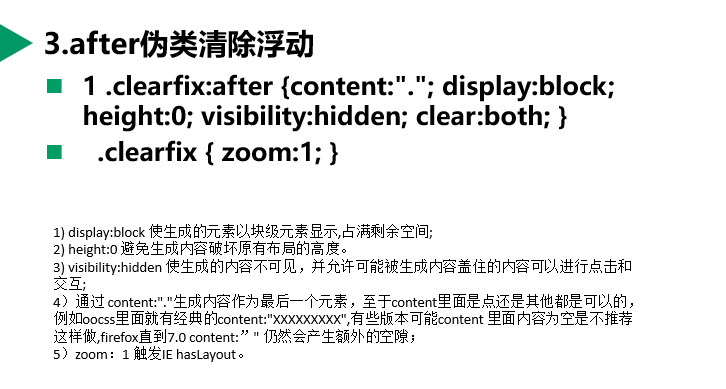 3.after伪类清除浮动
1 .clearfix:after {content:"."; display:block;
height:0; visibility:hidden; clear:both; }
.clearfix { zoom:1; }
1) display:block 使生成的元素以块级元素显示,占满剩余空间;
2) height:0 避免生成内容破坏原有布局的高度。
3) visibility:hidden 使生成的内容不可见，并允许可能被生成内容盖住的内容可以进行点击和
交互;
4）通过 content:"."生成内容作为最后一个元素，至于content里面是点还是其他都是可以的，
例如oocss里面就有经典的content:"XXXXXXXXX",有些版本可能content 里面内容为空是不推荐
这样做,firefox直到7.0 content:” " 仍然会产生额外的空隙；
5）zoom：1 触发IE hasLayout。